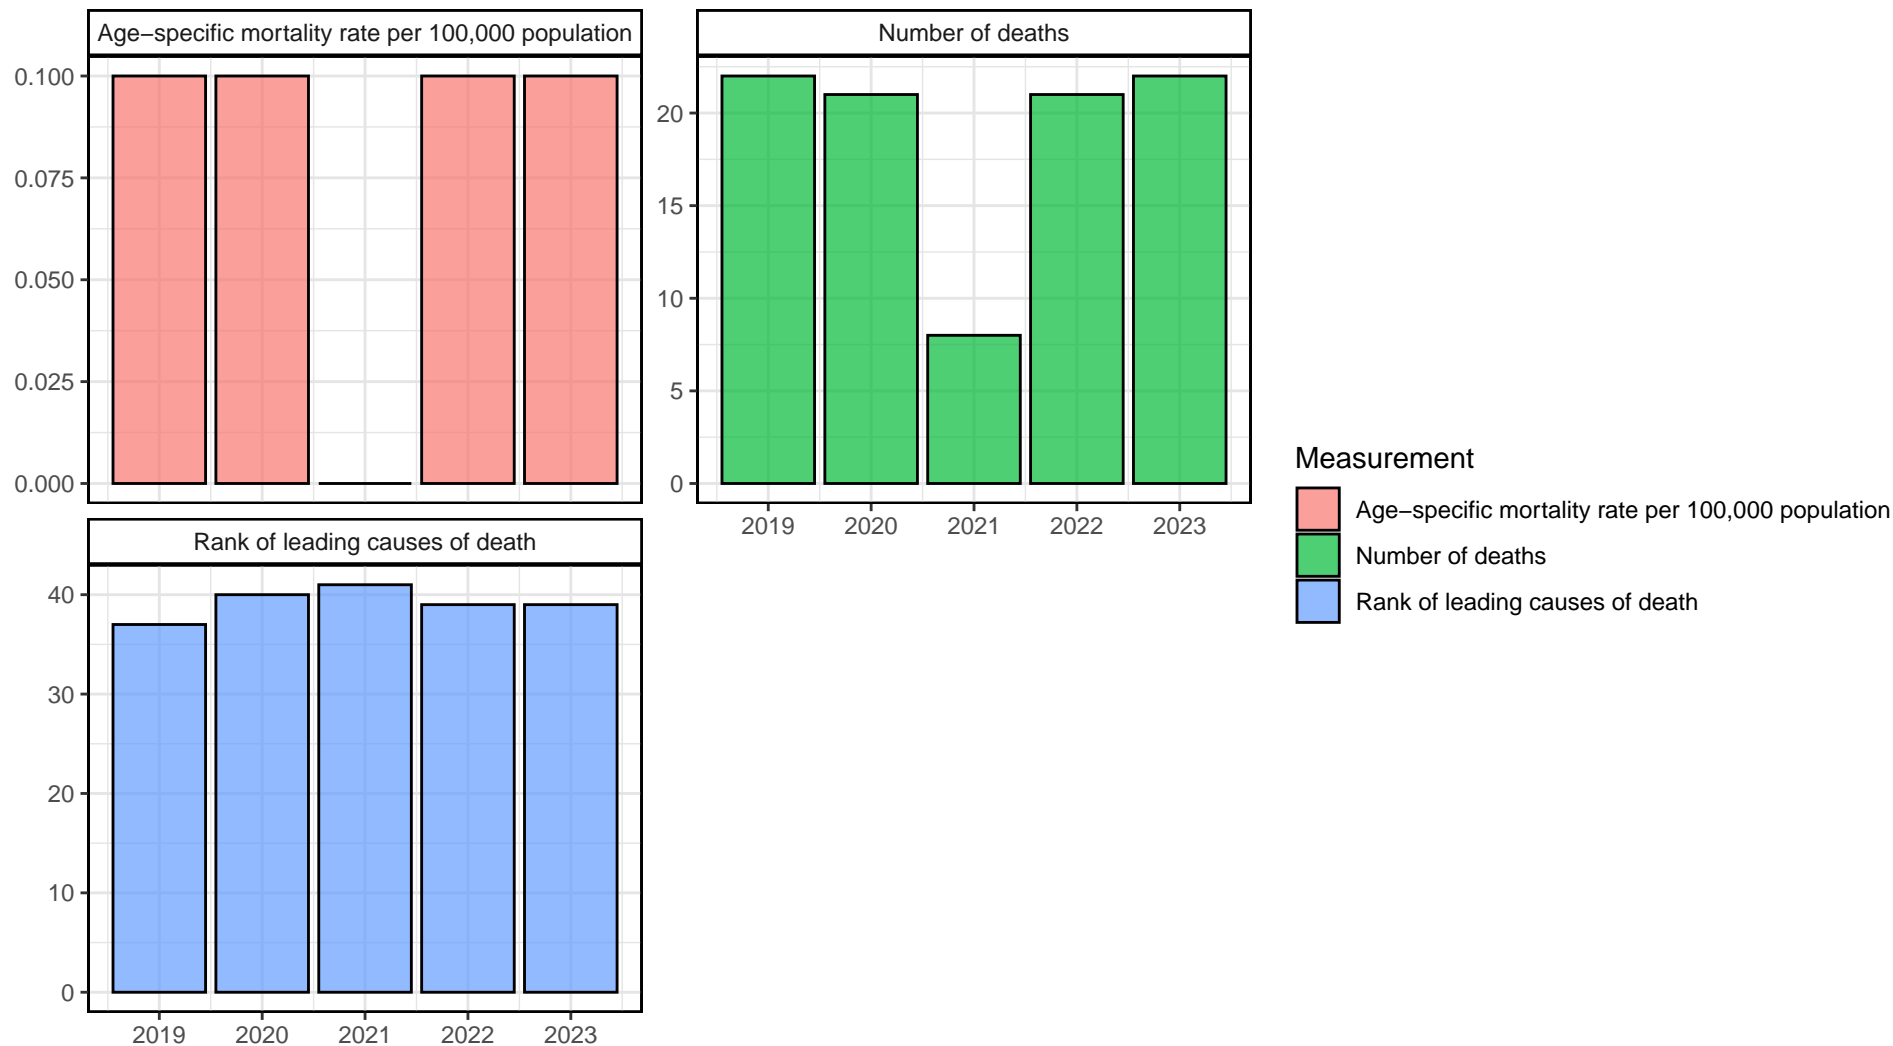 Age−specific mortality rate per 100,000 population
0.100
0.075
0.050
0.025
0.000
Number of deaths
20
15
10
5
0
2019 2020 2021 2022 2023
Rank of leading causes of death
40
30
20
10
0
2019 2020 2021 2022 2023
Measurement
Age−specific mortality rate per 100,000 population
Number of deaths
Rank of leading causes of death